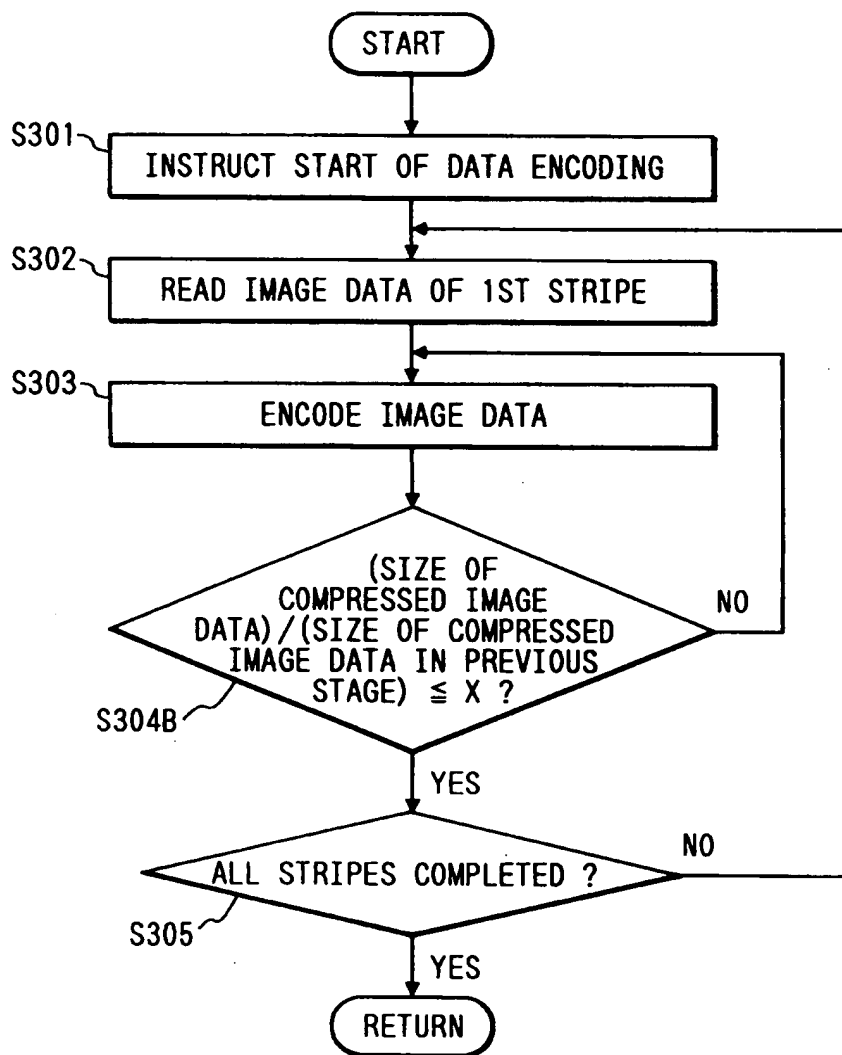 START
S301
INSTRUCT START OF DATA ENCODING
S302
READ IMAGE DATA OF 1ST STRIPE
S303
ENCODE IMAGE DATA
(SIZE OF
COMPRESSED IMAGE
DATA)/(SIZE OF COMPRESSED
IMAGE DATA IN PREVIOUS
STAGE) ≦ X ?
NO
S304B
YES
ALL STRIPES COMPLETED ?
NO
S305
YES
RETURN